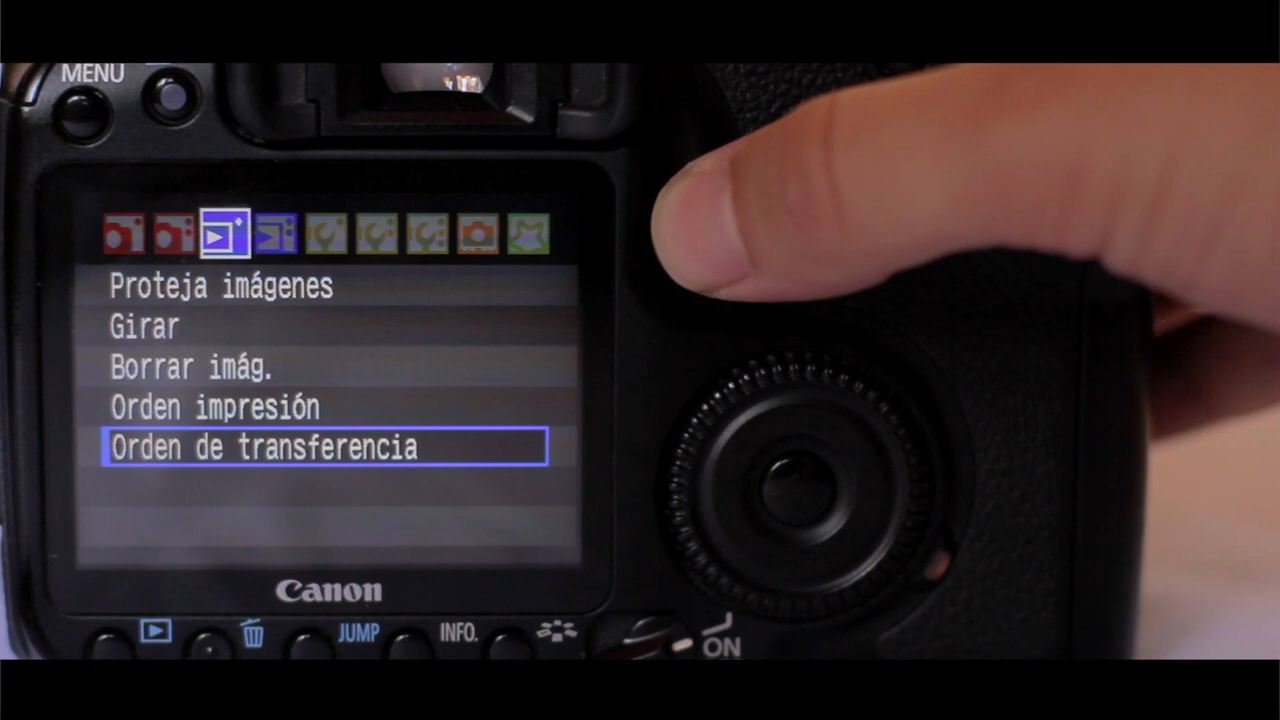 MENU
Proteja imágenes
Girar
Borrar imág.
Orden impresión
Orden de transferencia
Canon
JUMP
INFO.
ON